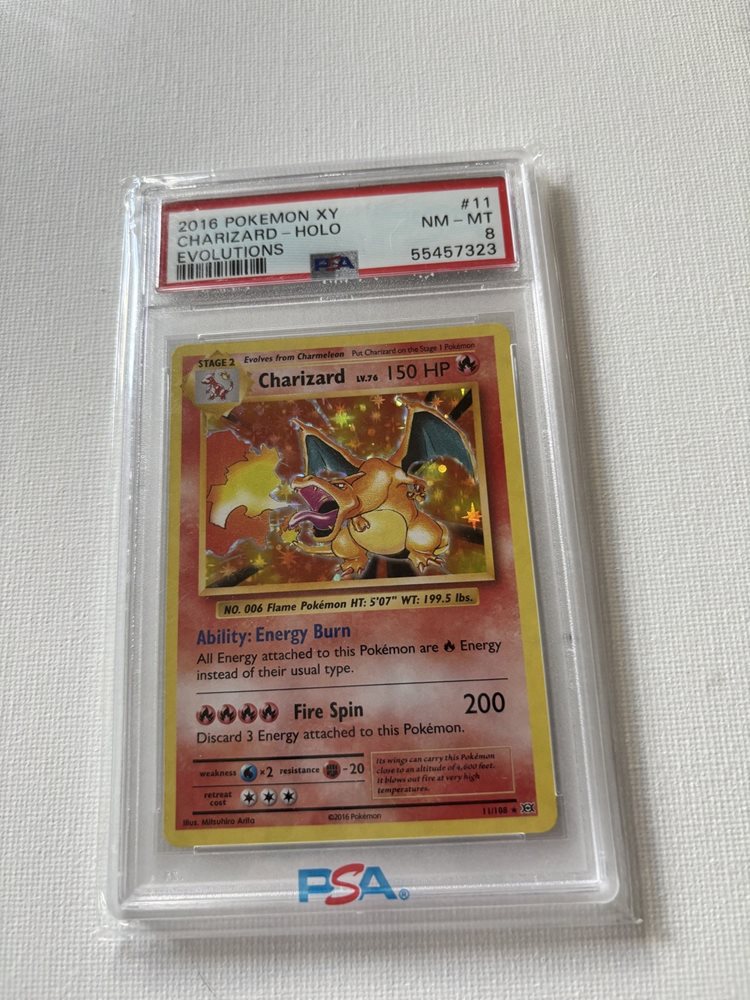 2016 POKEMON XY #11
CHARIZARD - HOLO NM - MT
EVOLUTIONS 8
PSA 55457323
STAGE 2 Evolves from Charmeleon Put Charizard on the Stage 1 Pokémon
Charizard LV.76 150 HP
NO. 006 Flame Pokémon HT: 5'07" WT: 199.5 lbs.
Ability: Energy Burn
All Energy attached to this Pokémon are Energy
instead of their usual type.
Fire Spin 200
Discard 3 Energy attached to this Pokémon.
weakness ×2 resistance -20
retreat
cost
Its wings can carry this Pokémon
close to an altitude of 4,600 feet.
It blows out fire at very high
temperatures.
Illus. Mitsuhiro Arita ©2016 Pokémon 11/108 ★
PSA®